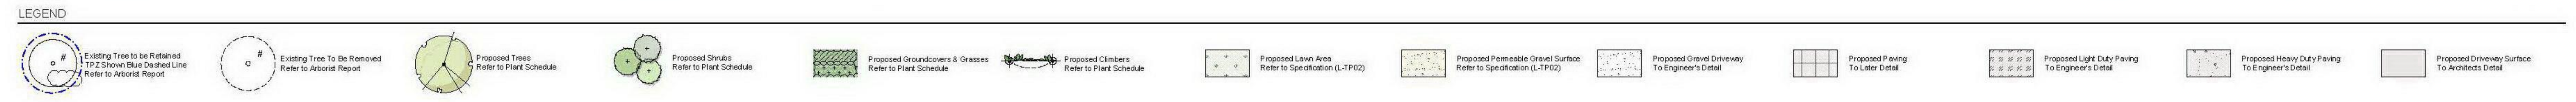 LEGEND
#
Existing Tree to be Retained
TPZ Shown Blue Dashed Line
Refer to Arborist Report
#
Existing Tree To Be Removed
Refer to Arborist Report
Proposed Trees
Refer to Plant Schedule
Proposed Shrubs
Refer to Plant Schedule
Proposed Groundcovers & Grasses
Refer to Plant Schedule
Proposed Climbers
Refer to Plant Schedule
Proposed Lawn Area
Refer to Specification (L-TP02)
Proposed Permeable Gravel Surface
Refer to Specification (L-TP02)
Proposed Gravel Driveway
To Engineer's Detail
Proposed Paving
To Later Detail
Proposed Light Duty Paving
To Engineer's Detail
Proposed Heavy Duty Paving
To Engineer's Detail
Proposed Driveway Surface
To Architects Detail